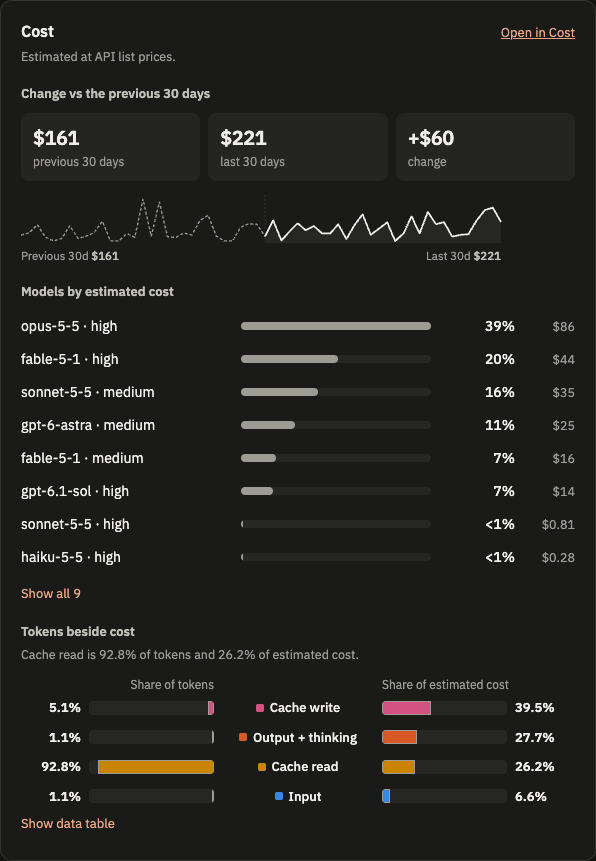 Cost
Open in Cost
Estimated at API list prices.
Change vs the previous 30 days
$161
previous 30 days
$221
last 30 days
+$60
change
Previous 30d $161
Last 30d $221
Models by estimated cost
opus-5-5 · high 39% $86
fable-5-1 · high 20% $44
sonnet-5-5 · medium 16% $35
gpt-6-astra · medium 11% $25
fable-5-1 · medium 7% $16
gpt-6.1-sol · high 7% $14
sonnet-5-5 · high <1% $0.81
haiku-5-5 · high <1% $0.28
Show all 9
Tokens beside cost
Cache read is 92.8% of tokens and 26.2% of estimated cost.
Share of tokens Share of estimated cost
5.1% Cache write 39.5%
1.1% Output + thinking 27.7%
92.8% Cache read 26.2%
1.1% Input 6.6%
Show data table